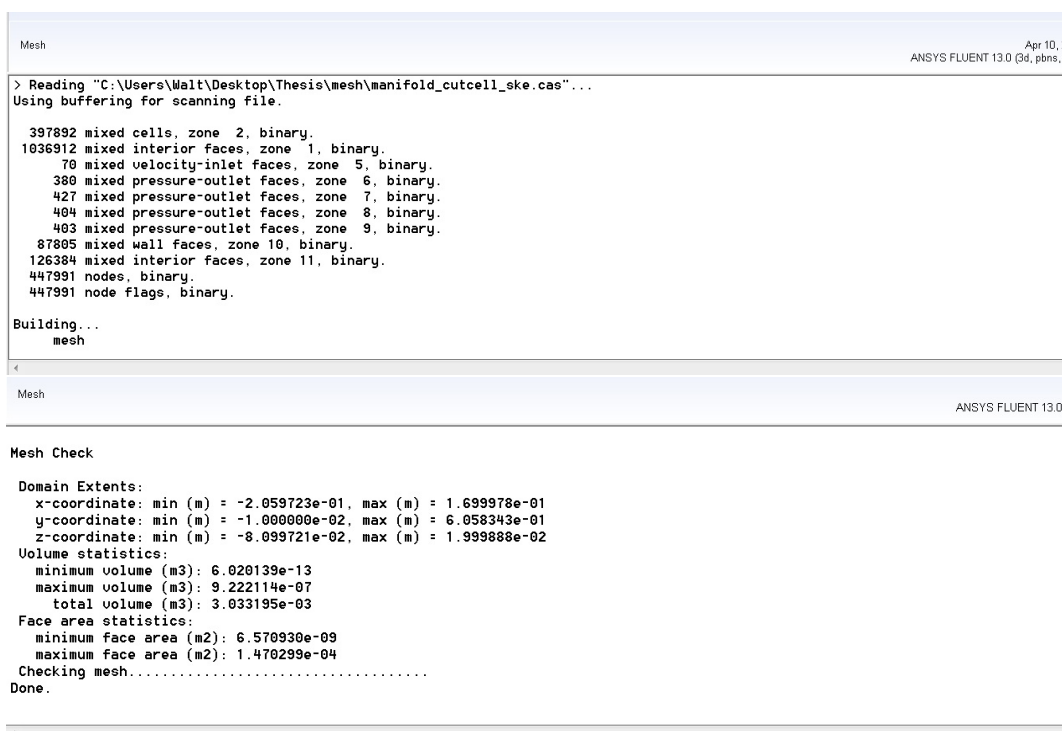 Mesh
Apr 10,
ANSYS FLUENT 13.0 (3d, pbns,
> Reading "C:\Users\Walt\Desktop\Thesis\mesh\manifold_cutcell_ske.cas"...
Using buffering for scanning file.
397892 mixed cells, zone  2, binary.
1036912 mixed interior faces, zone  1, binary.
70 mixed velocity-inlet faces, zone  5, binary.
380 mixed pressure-outlet faces, zone  6, binary.
427 mixed pressure-outlet faces, zone  7, binary.
404 mixed pressure-outlet faces, zone  8, binary.
403 mixed pressure-outlet faces, zone  9, binary.
87805 mixed wall faces, zone 10, binary.
126384 mixed interior faces, zone 11, binary.
447991 nodes, binary.
447991 node flags, binary.
Building...
mesh
Mesh
ANSYS FLUENT 13.0
Mesh Check
Domain Extents:
x-coordinate: min (m) = -2.059723e-01, max (m) = 1.699978e-01
y-coordinate: min (m) = -1.000000e-02, max (m) = 6.058343e-01
z-coordinate: min (m) = -8.099721e-02, max (m) = 1.999888e-02
Volume statistics:
minimum volume (m3): 6.020139e-13
maximum volume (m3): 9.222114e-07
total volume (m3): 3.033195e-03
Face area statistics:
minimum face area (m2): 6.570930e-09
maximum face area (m2): 1.470299e-04
Checking mesh....................................
Done.